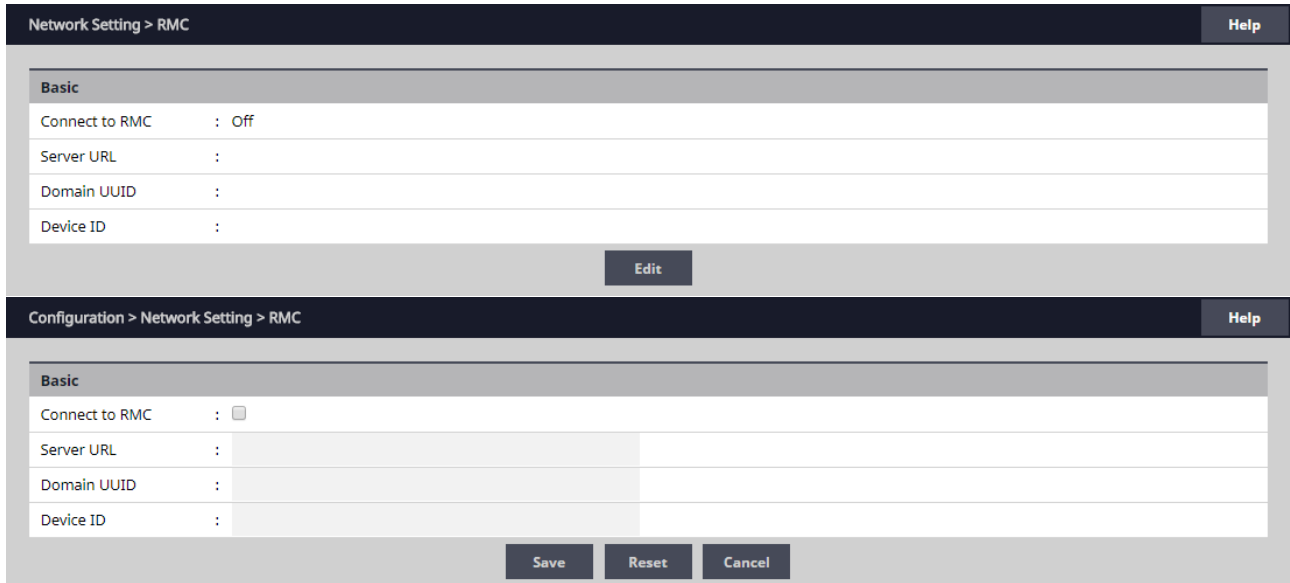 Network Setting > RMC Help
Basic
Connect to RMC : Off
Server URL :
Domain UUID :
Device ID :
Edit
Configuration > Network Setting > RMC Help
Basic
Connect to RMC :
Server URL :
Domain UUID :
Device ID :
Save Reset Cancel